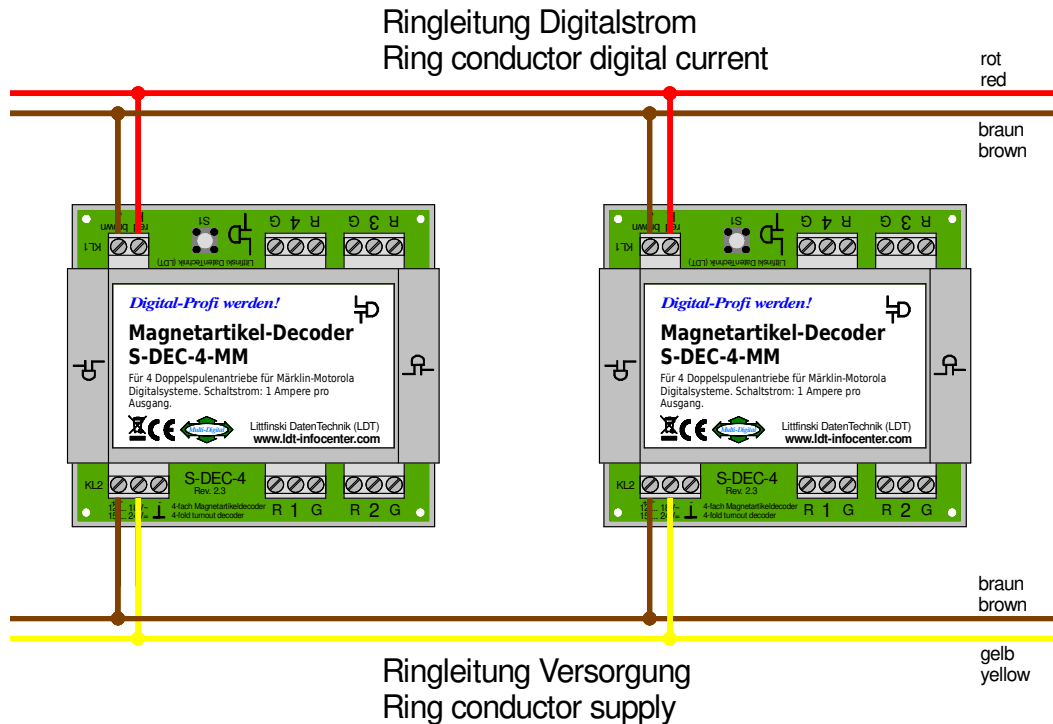 Ringleitung Digitalstrom
Ring conductor digital current
rot
red
braun
brown
KL1
S1
G 4 R
G 3 R
Littfinski DatenTechnik (LDT)
Digital-Profi werden!
Magnetartikel-Decoder
S-DEC-4-MM
Für 4 Doppelspulenantriebe für Märklin-Motorola
Digitalsysteme. Schaltstrom: 1 Ampere pro
Ausgang.
CE
Multi-Digital
Littfinski DatenTechnik (LDT)
www.ldt-infocenter.com
KL2
S-DEC-4
Rev. 2.3
4-fach Magnetartikeldecoder
4-fold turnout decoder
R 1 G
R 2 G
KL1
S1
G 4 R
G 3 R
Littfinski DatenTechnik (LDT)
Digital-Profi werden!
Magnetartikel-Decoder
S-DEC-4-MM
Für 4 Doppelspulenantriebe für Märklin-Motorola
Digitalsysteme. Schaltstrom: 1 Ampere pro
Ausgang.
CE
Multi-Digital
Littfinski DatenTechnik (LDT)
www.ldt-infocenter.com
KL2
S-DEC-4
Rev. 2.3
4-fach Magnetartikeldecoder
4-fold turnout decoder
R 1 G
R 2 G
braun
brown
gelb
yellow
Ringleitung Versorgung
Ring conductor supply